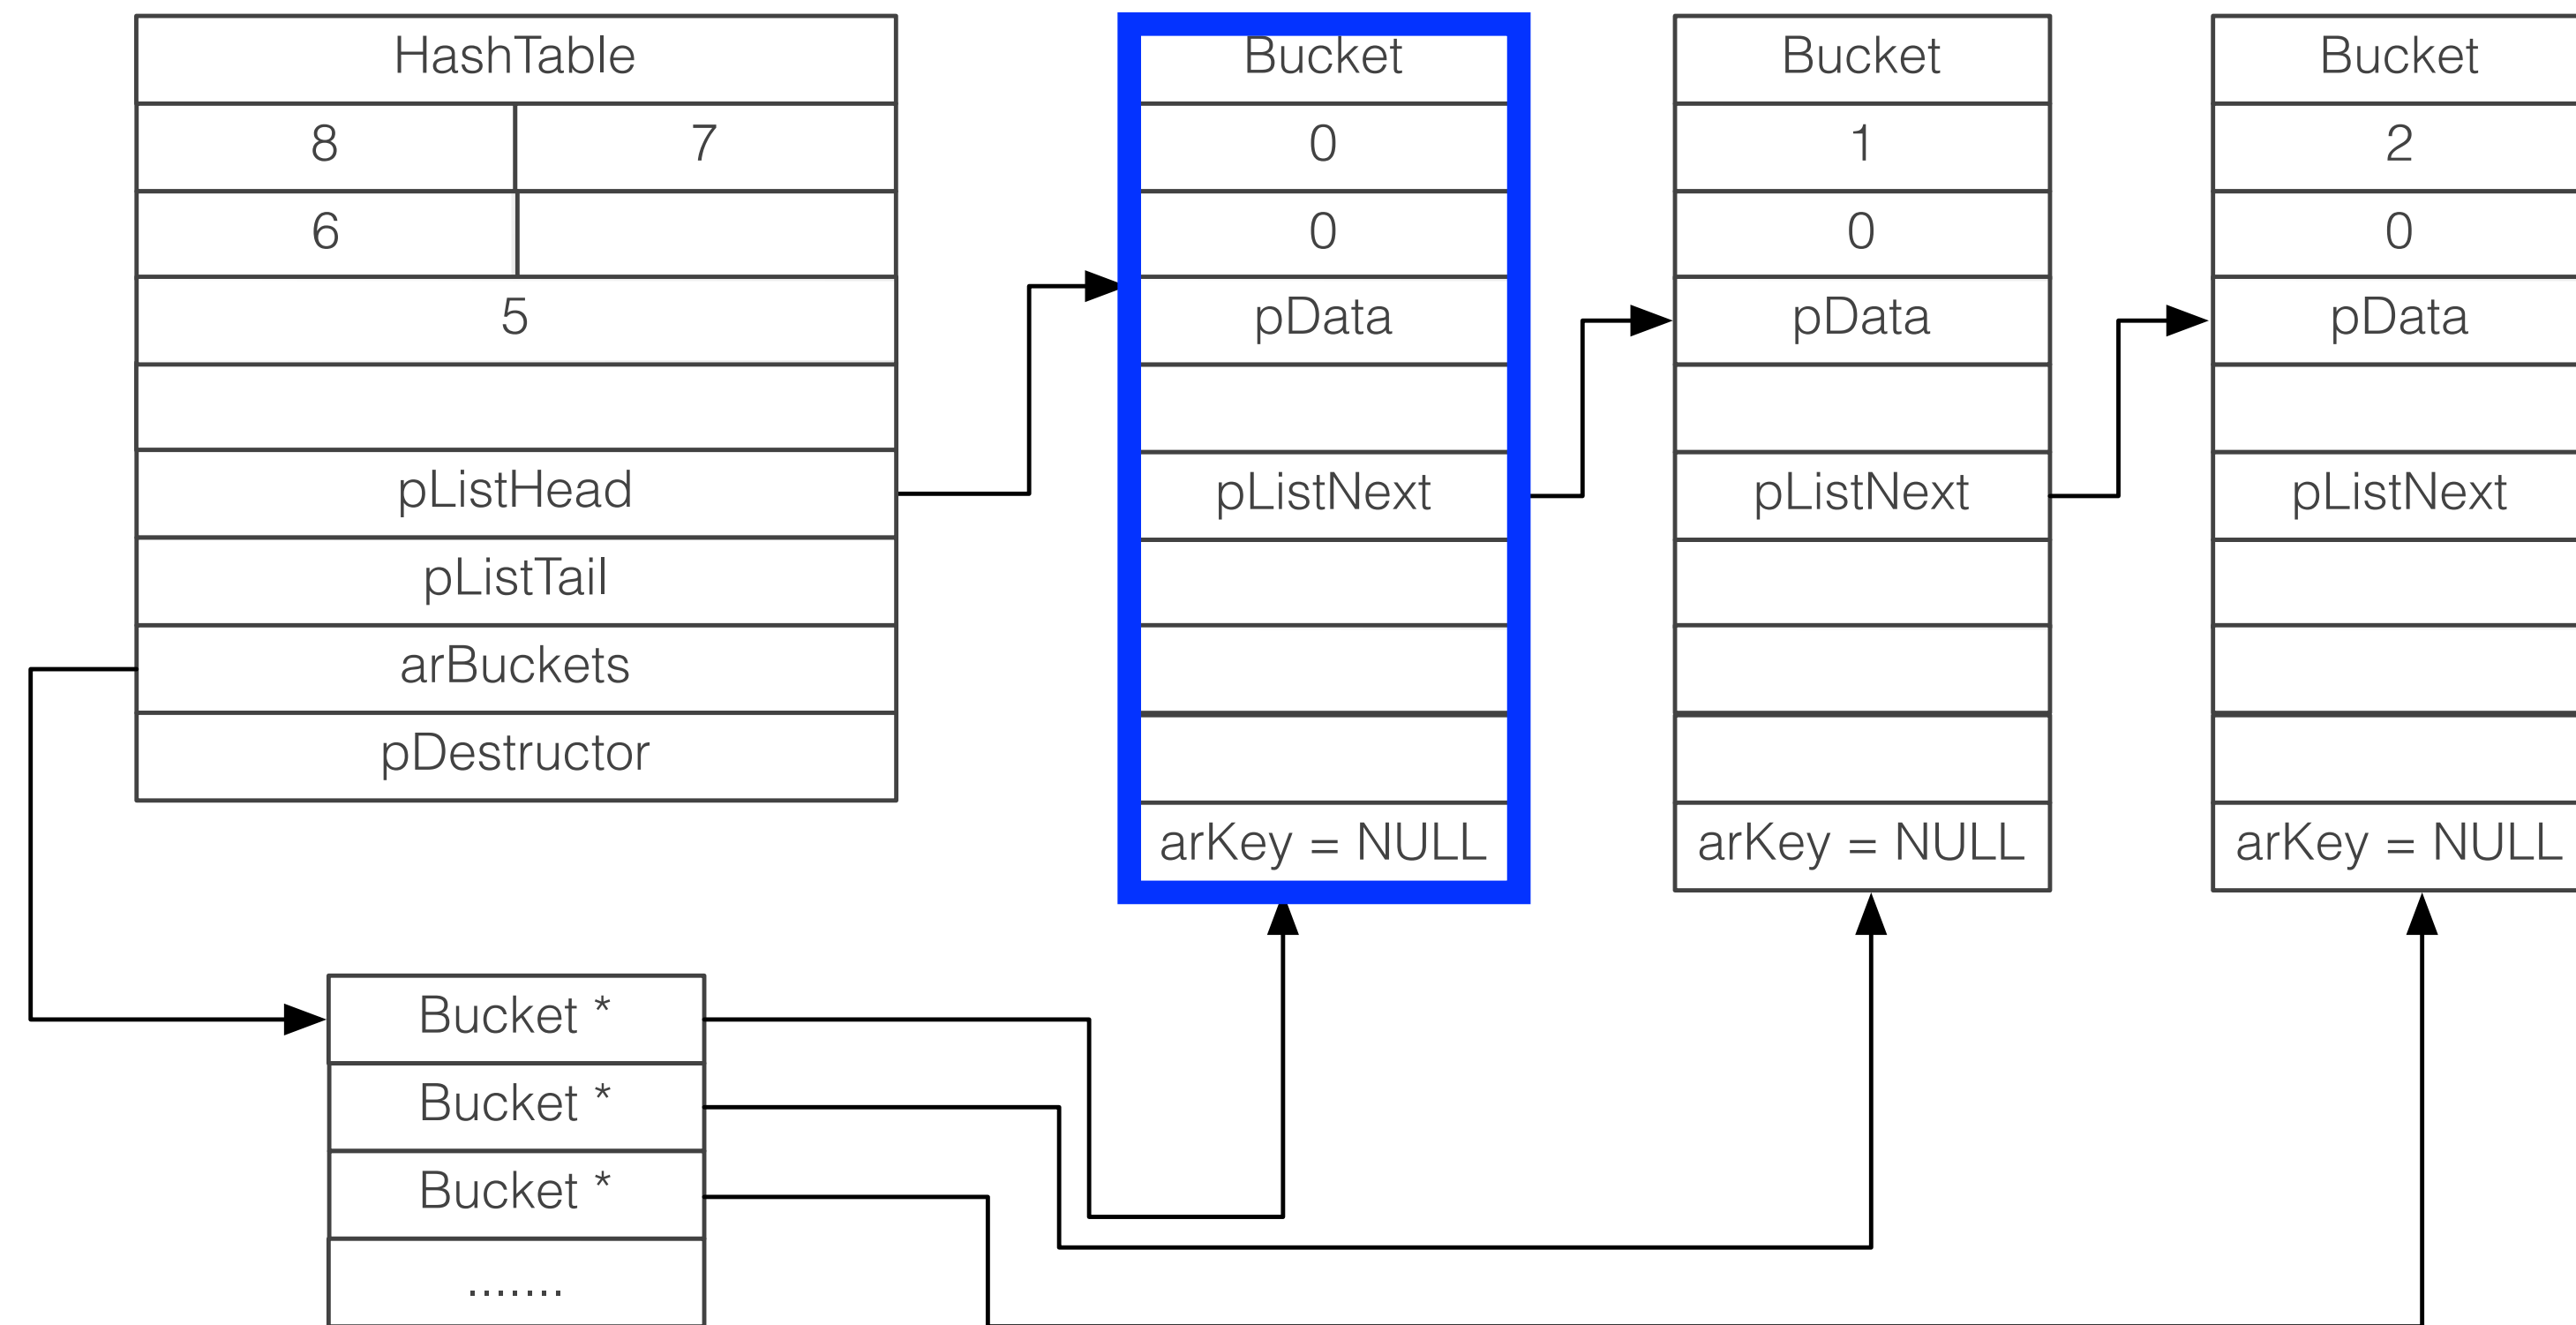 HashTable
8
7
6
5
pListHead
pListTail
arBuckets
pDestructor
Bucket
0
0
pData
pListNext
arKey = NULL
Bucket
1
0
pData
pListNext
arKey = NULL
Bucket
2
0
pData
pListNext
arKey = NULL
Bucket *
Bucket *
Bucket *
.......